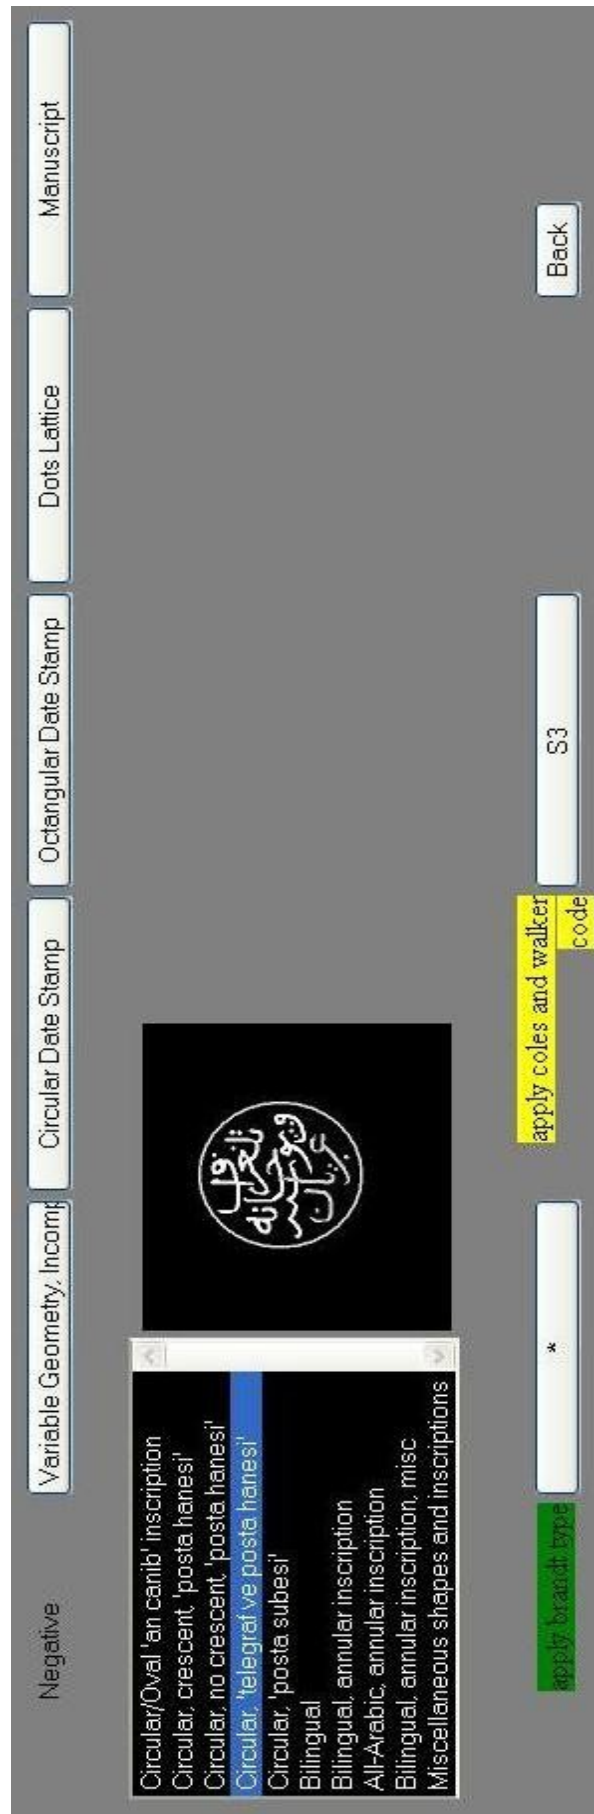 Negative
Variable Geometry, Incomp
Circular Date Stamp
Octangular Date Stamp
Dots Lattice
Manuscript
Circular/Oval 'an canib' inscription
Circular, crescent, 'posta hanesi'
Circular, no crescent, 'posta hanesi'
Circular, 'telegraf ve posta hanesi'
Circular, 'posta subesi'
Bilingual
Bilingual, annular inscription
All-Arabic, annular inscription
Bilingual, annular inscription, misc
Miscellaneous shapes and inscriptions
apply brandt type
*
apply coles and walker
code
S3
Back